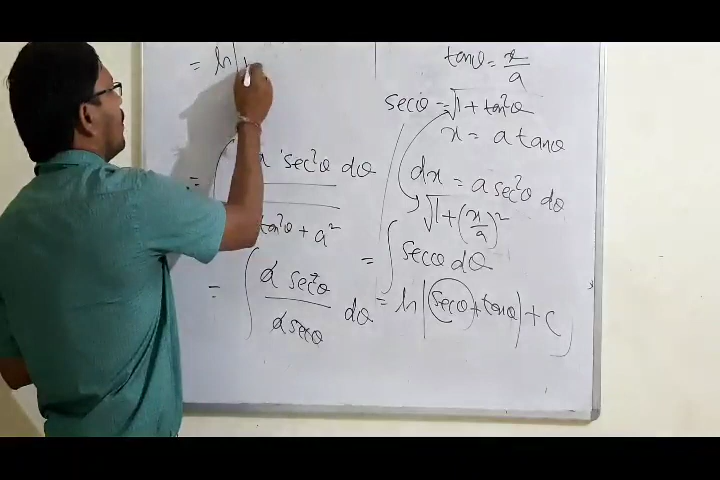 = ln|
tanθ = x/a
secθ = √1 + tan²θ
x = a tanθ
= sec²θ dθ
tan²θ + a²
dx = a sec²θ dθ
√1 + (x/a)²
= ∫ a sec²θ / a secθ dθ
= ∫ secθ dθ
= ln|secθ + tanθ| + C